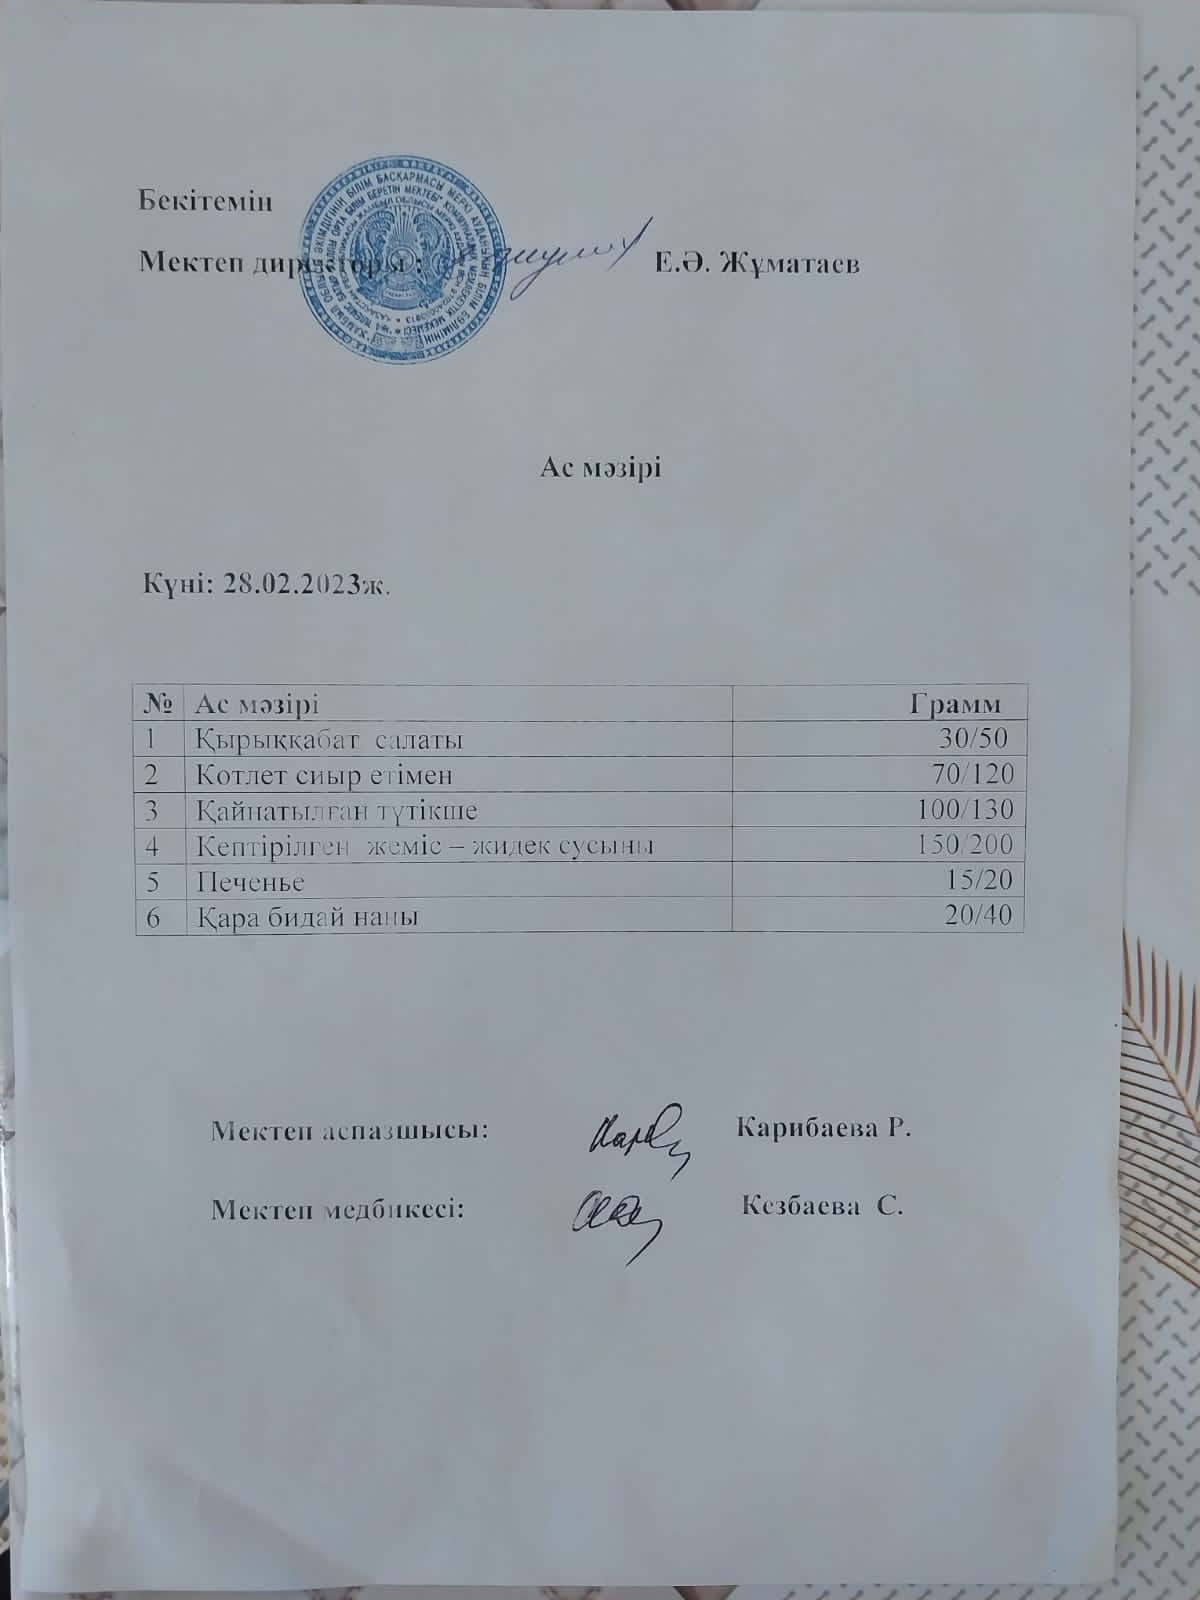 Бекітемін
Мектеп директоры : Е.Ә. Жұматаев
Ас мәзірі
Күні: 28.02.2023ж.
№ Ас мәзірі Грамм
1 Қырыққабат салаты 30/50
2 Котлет сиыр етімен 70/120
3 Қайнатылған түтікше 100/130
4 Кептірілген жеміс – жидек сусыны 150/200
5 Печенье 15/20
6 Қара бидай наны 20/40
Мектеп аспазшысы: Карибаева Р.
Мектеп медбикесі: Кезбаева С.